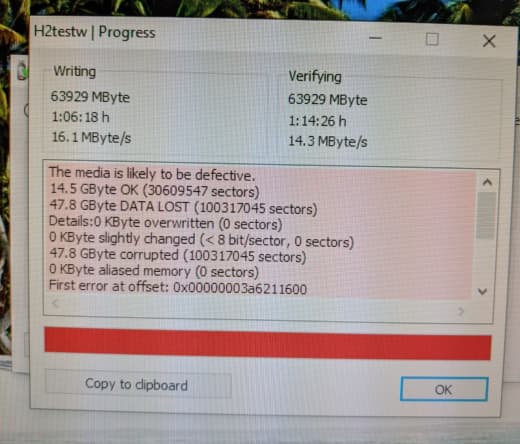 H2testw | Progress
Writing
63929 MByte
1:06:18 h
16.1 MByte/s
Verifying
63929 MByte
1:14:26 h
14.3 MByte/s
The media is likely to be defective.
14.5 GByte OK (30609547 sectors)
47.8 GByte DATA LOST (100317045 sectors)
Details:0 KByte overwritten (0 sectors)
0 KByte slightly changed (< 8 bit/sector, 0 sectors)
47.8 GByte corrupted (100317045 sectors)
0 KByte aliased memory (0 sectors)
First error at offset: 0x00000003a6211600
Copy to clipboard
OK